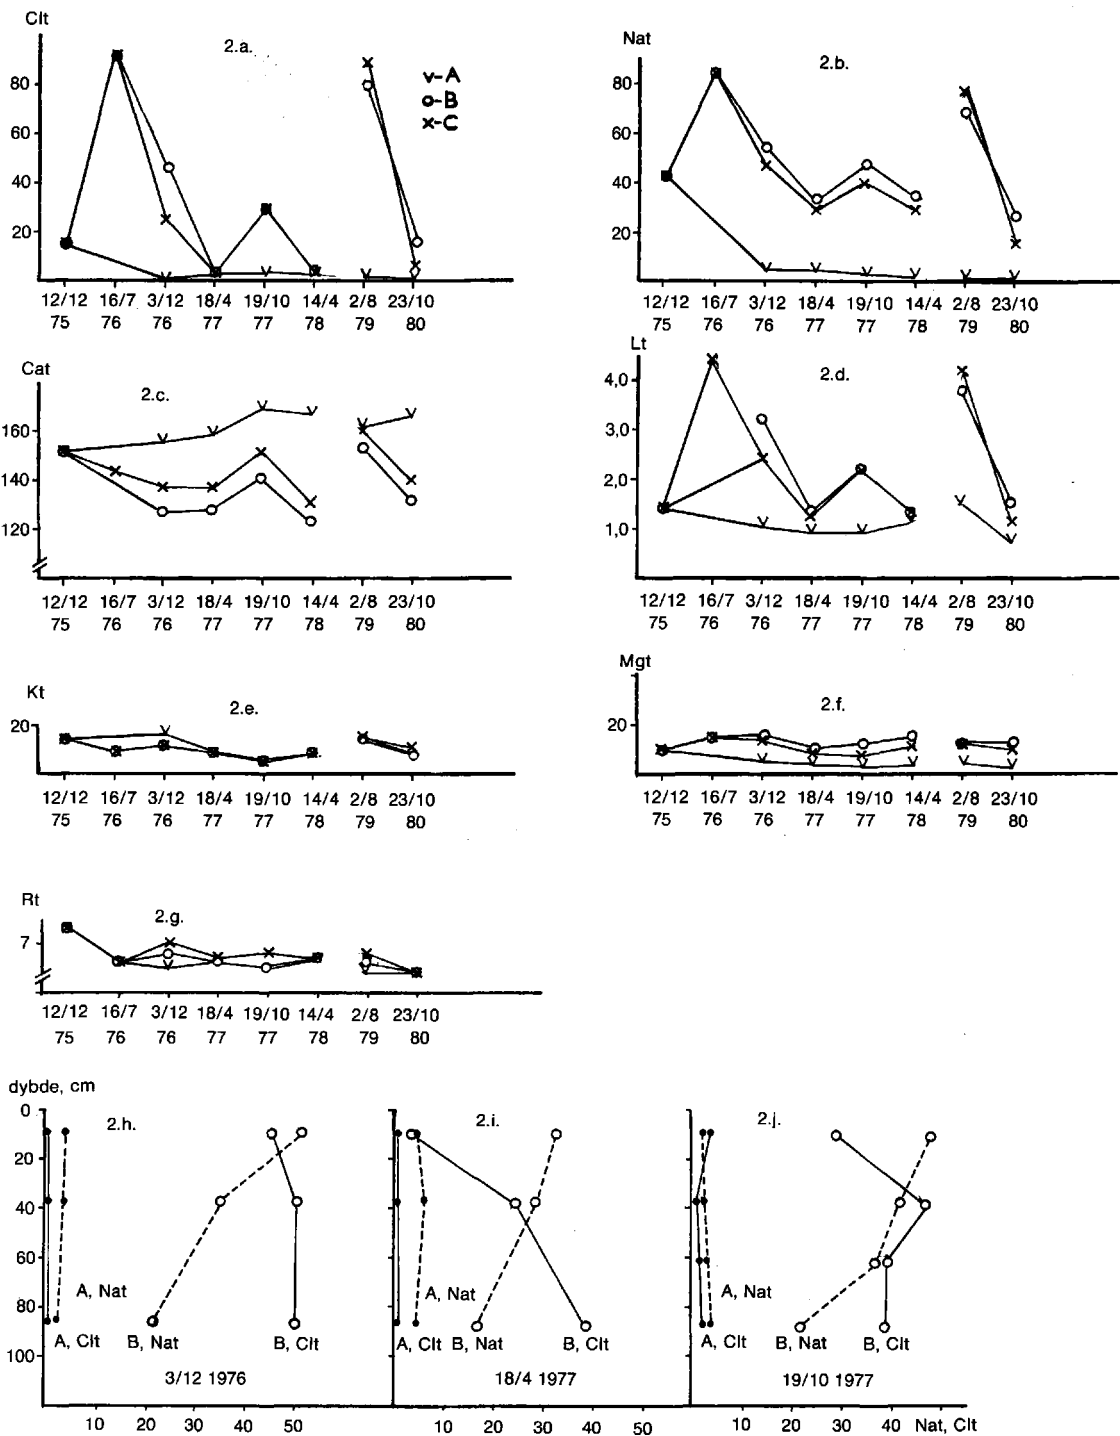 Clt
2.a.
v-A
o-B
x-C
80
60
40
20
12/12 16/7 3/12 18/4 19/10 14/4 2/8 23/10
75 76 76 77 77 78 79 80
Nat
2.b.
80
60
40
20
12/12 16/7 3/12 18/4 19/10 14/4 2/8 23/10
75 76 76 77 77 78 79 80
Cat
2.c.
160
140
120
12/12 16/7 3/12 18/4 19/10 14/4 2/8 23/10
75 76 76 77 77 78 79 80
Lt
2.d.
4,0
3,0
2,0
1,0
12/12 16/7 3/12 18/4 19/10 14/4 2/8 23/10
75 76 76 77 77 78 79 80
Kt
2.e.
20
12/12 16/7 3/12 18/4 19/10 14/4 2/8 23/10
75 76 76 77 77 78 79 80
Mgt
2.f.
20
12/12 16/7 3/12 18/4 19/10 14/4 2/8 23/10
75 76 76 77 77 78 79 80
Rt
2.g.
7
12/12 16/7 3/12 18/4 19/10 14/4 2/8 23/10
75 76 76 77 77 78 79 80
dybde, cm
0
20
40
60
80
100
2.h.
A, Nat
A, Clt B, Nat B, Clt
3/12 1976
10 20 30 40 50
2.i.
A, Nat
A, Clt B, Nat B, Clt
18/4 1977
10 20 30 40 50
2.j.
A, Nat
A, Clt B, Nat B, Clt
19/10 1977
10 20 30 40 Nat, Clt